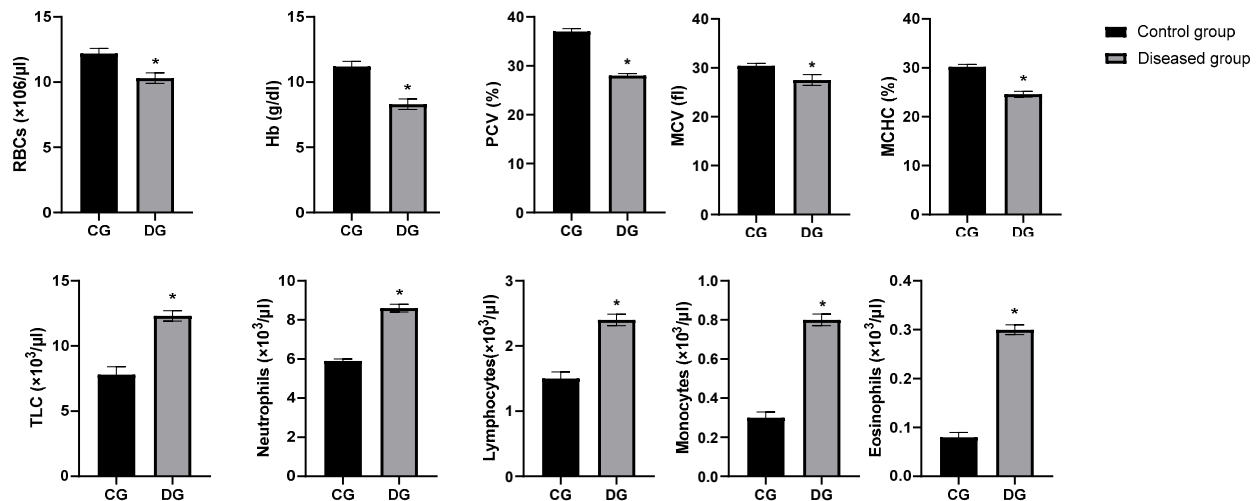 RBCs (×106/µl)
15
10
5
0
CG DG
*
Hb (g/dl)
15
10
5
0
CG DG
*
PCV (%)
40
30
20
10
0
CG DG
*
MCV (fl)
40
30
20
10
0
CG DG
*
MCHC (%)
40
30
20
10
0
CG DG
*
Control group
Diseased group
TLC (×10³/µl)
15
10
5
0
CG DG
*
Neutrophils (×10³/µl)
10
8
6
4
2
0
CG DG
*
Lymphocytes(×10³/µl)
3
2
1
0
CG DG
*
Monocytes (×10³/µl)
1.0
0.8
0.6
0.4
0.2
0.0
CG DG
*
Eosinophils (×10³/µl)
0.4
0.3
0.2
0.1
0.0
CG DG
*